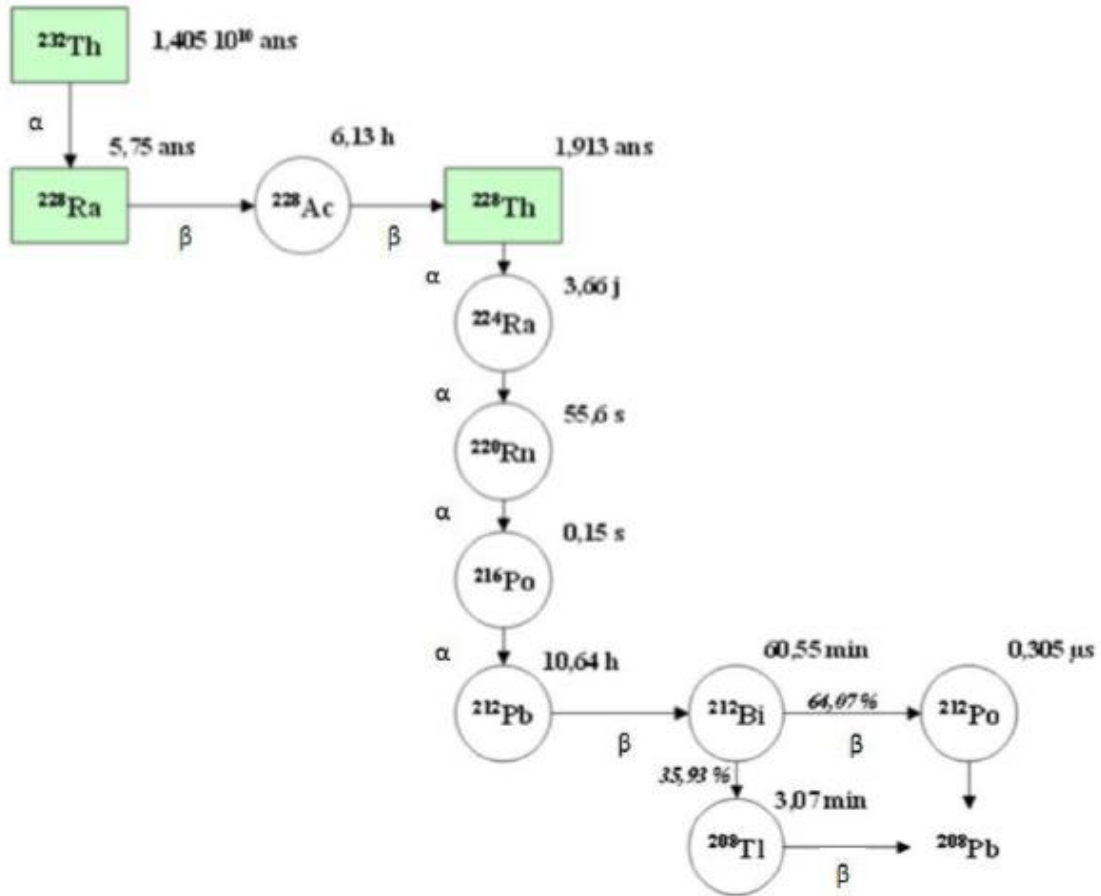 ²³²Th 1,405 10¹⁰ ans
α
5,75 ans 6,13 h 1,913 ans
²²⁸Ra ²²⁸Ac ²²⁸Th
β β
α 3,66 j
²²⁴Ra
α 55,6 s
²²⁰Rn
α 0,15 s
²¹⁶Po
α 10,64 h 60,55 min 0,305 µs
²¹²Pb ²¹²Bi 64,07 % ²¹²Po
β β
35,93 % 3,07 min
²⁰⁸Tl ²⁰⁸Pb
β